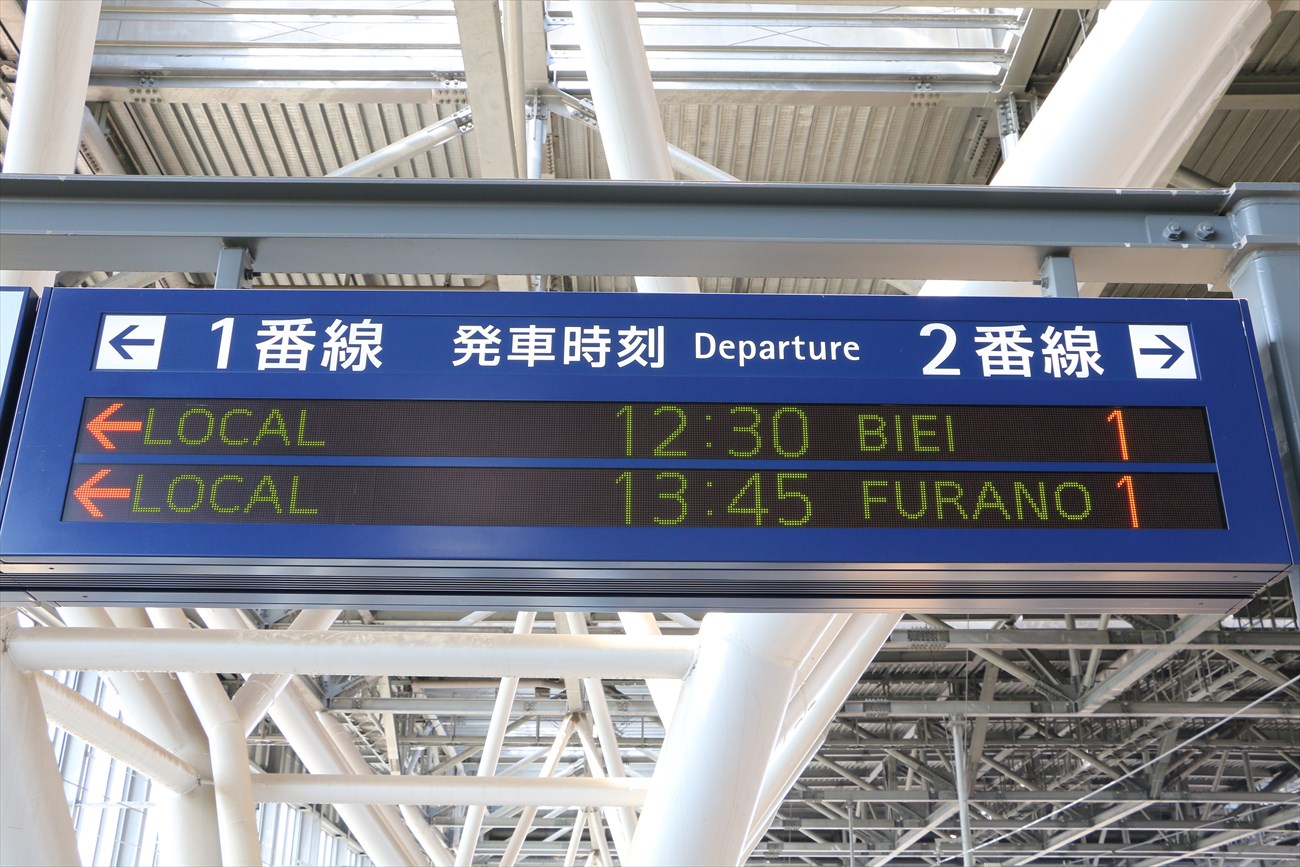 ← 1番線 発車時刻 Departure 2番線 →
← LOCAL 12:30 BIEI 1
← LOCAL 13:45 FURANO 1